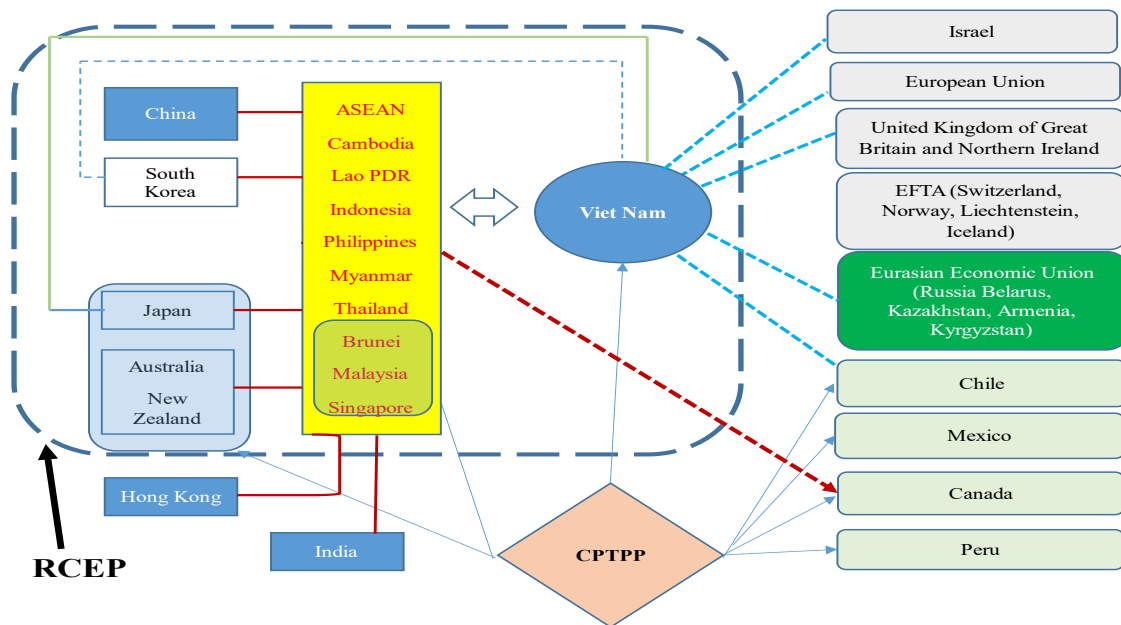 China
South
Korea
Japan
Australia
New
Zealand
Hong Kong
India
RCEP
ASEAN
Cambodia
Lao PDR
Indonesia
Philippines
Myanmar
Thailand
Brunei
Malaysia
Singapore
Viet Nam
CPTPP
Israel
European Union
United Kingdom of Great
Britain and Northern Ireland
EFTA (Switzerland,
Norway, Liechtenstein,
Iceland)
Eurasian Economic Union
(Russia Belarus,
Kazakhstan, Armenia,
Kyrgyzstan)
Chile
Mexico
Canada
Peru